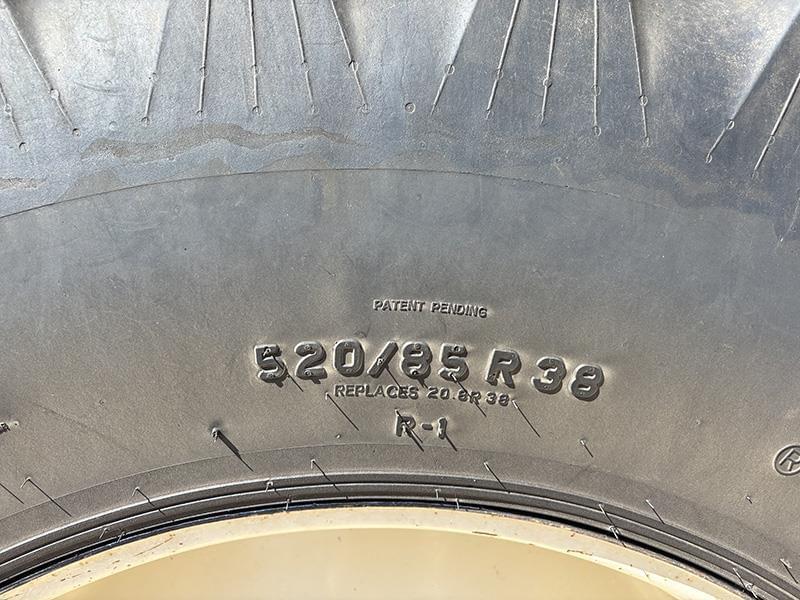 PATENT PENDING
520/85 R 38
REPLACES 20.8R 38
R-1
®